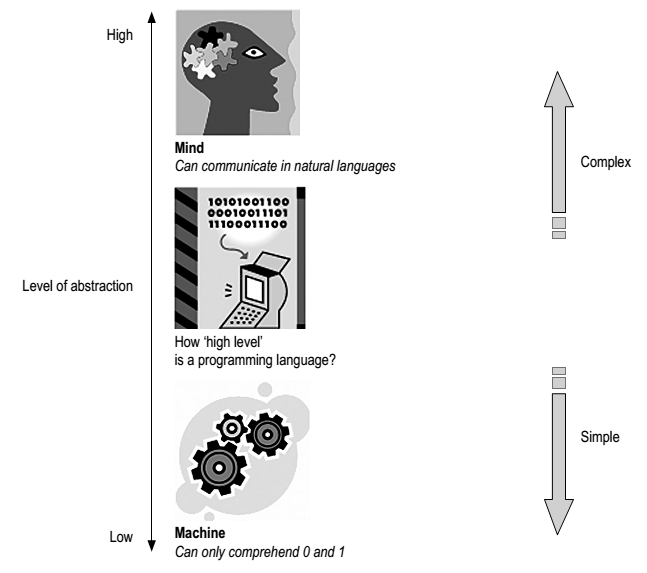 High
Mind
Can communicate in natural languages
Complex
10101001100
00010011101
11100011100
Level of abstraction
How ‘high level’
is a programming language?
Simple
Machine
Low
Can only comprehend 0 and 1